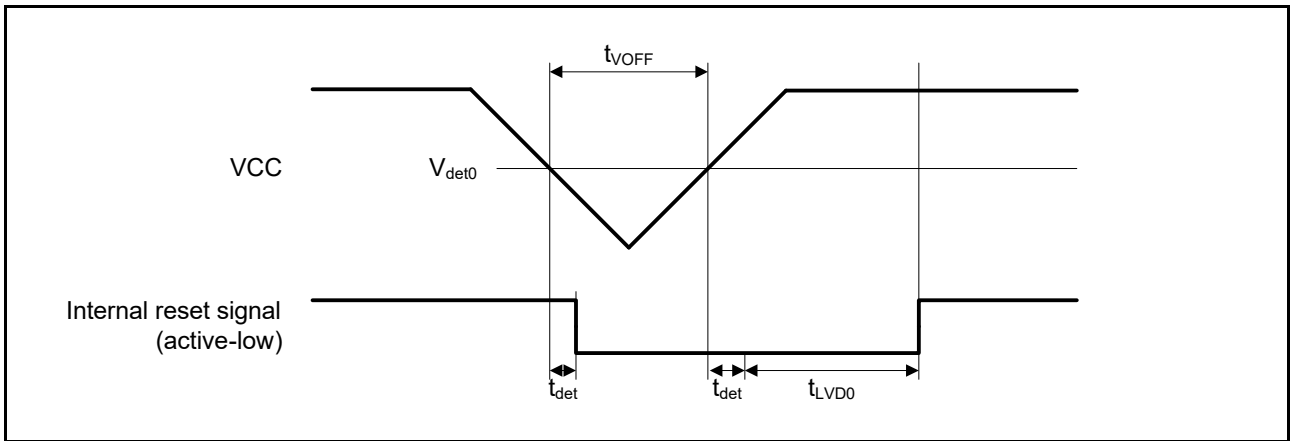 tVOFF
VCC
Vdet0
Internal reset signal
(active-low)
tdet
tdet
tLVD0